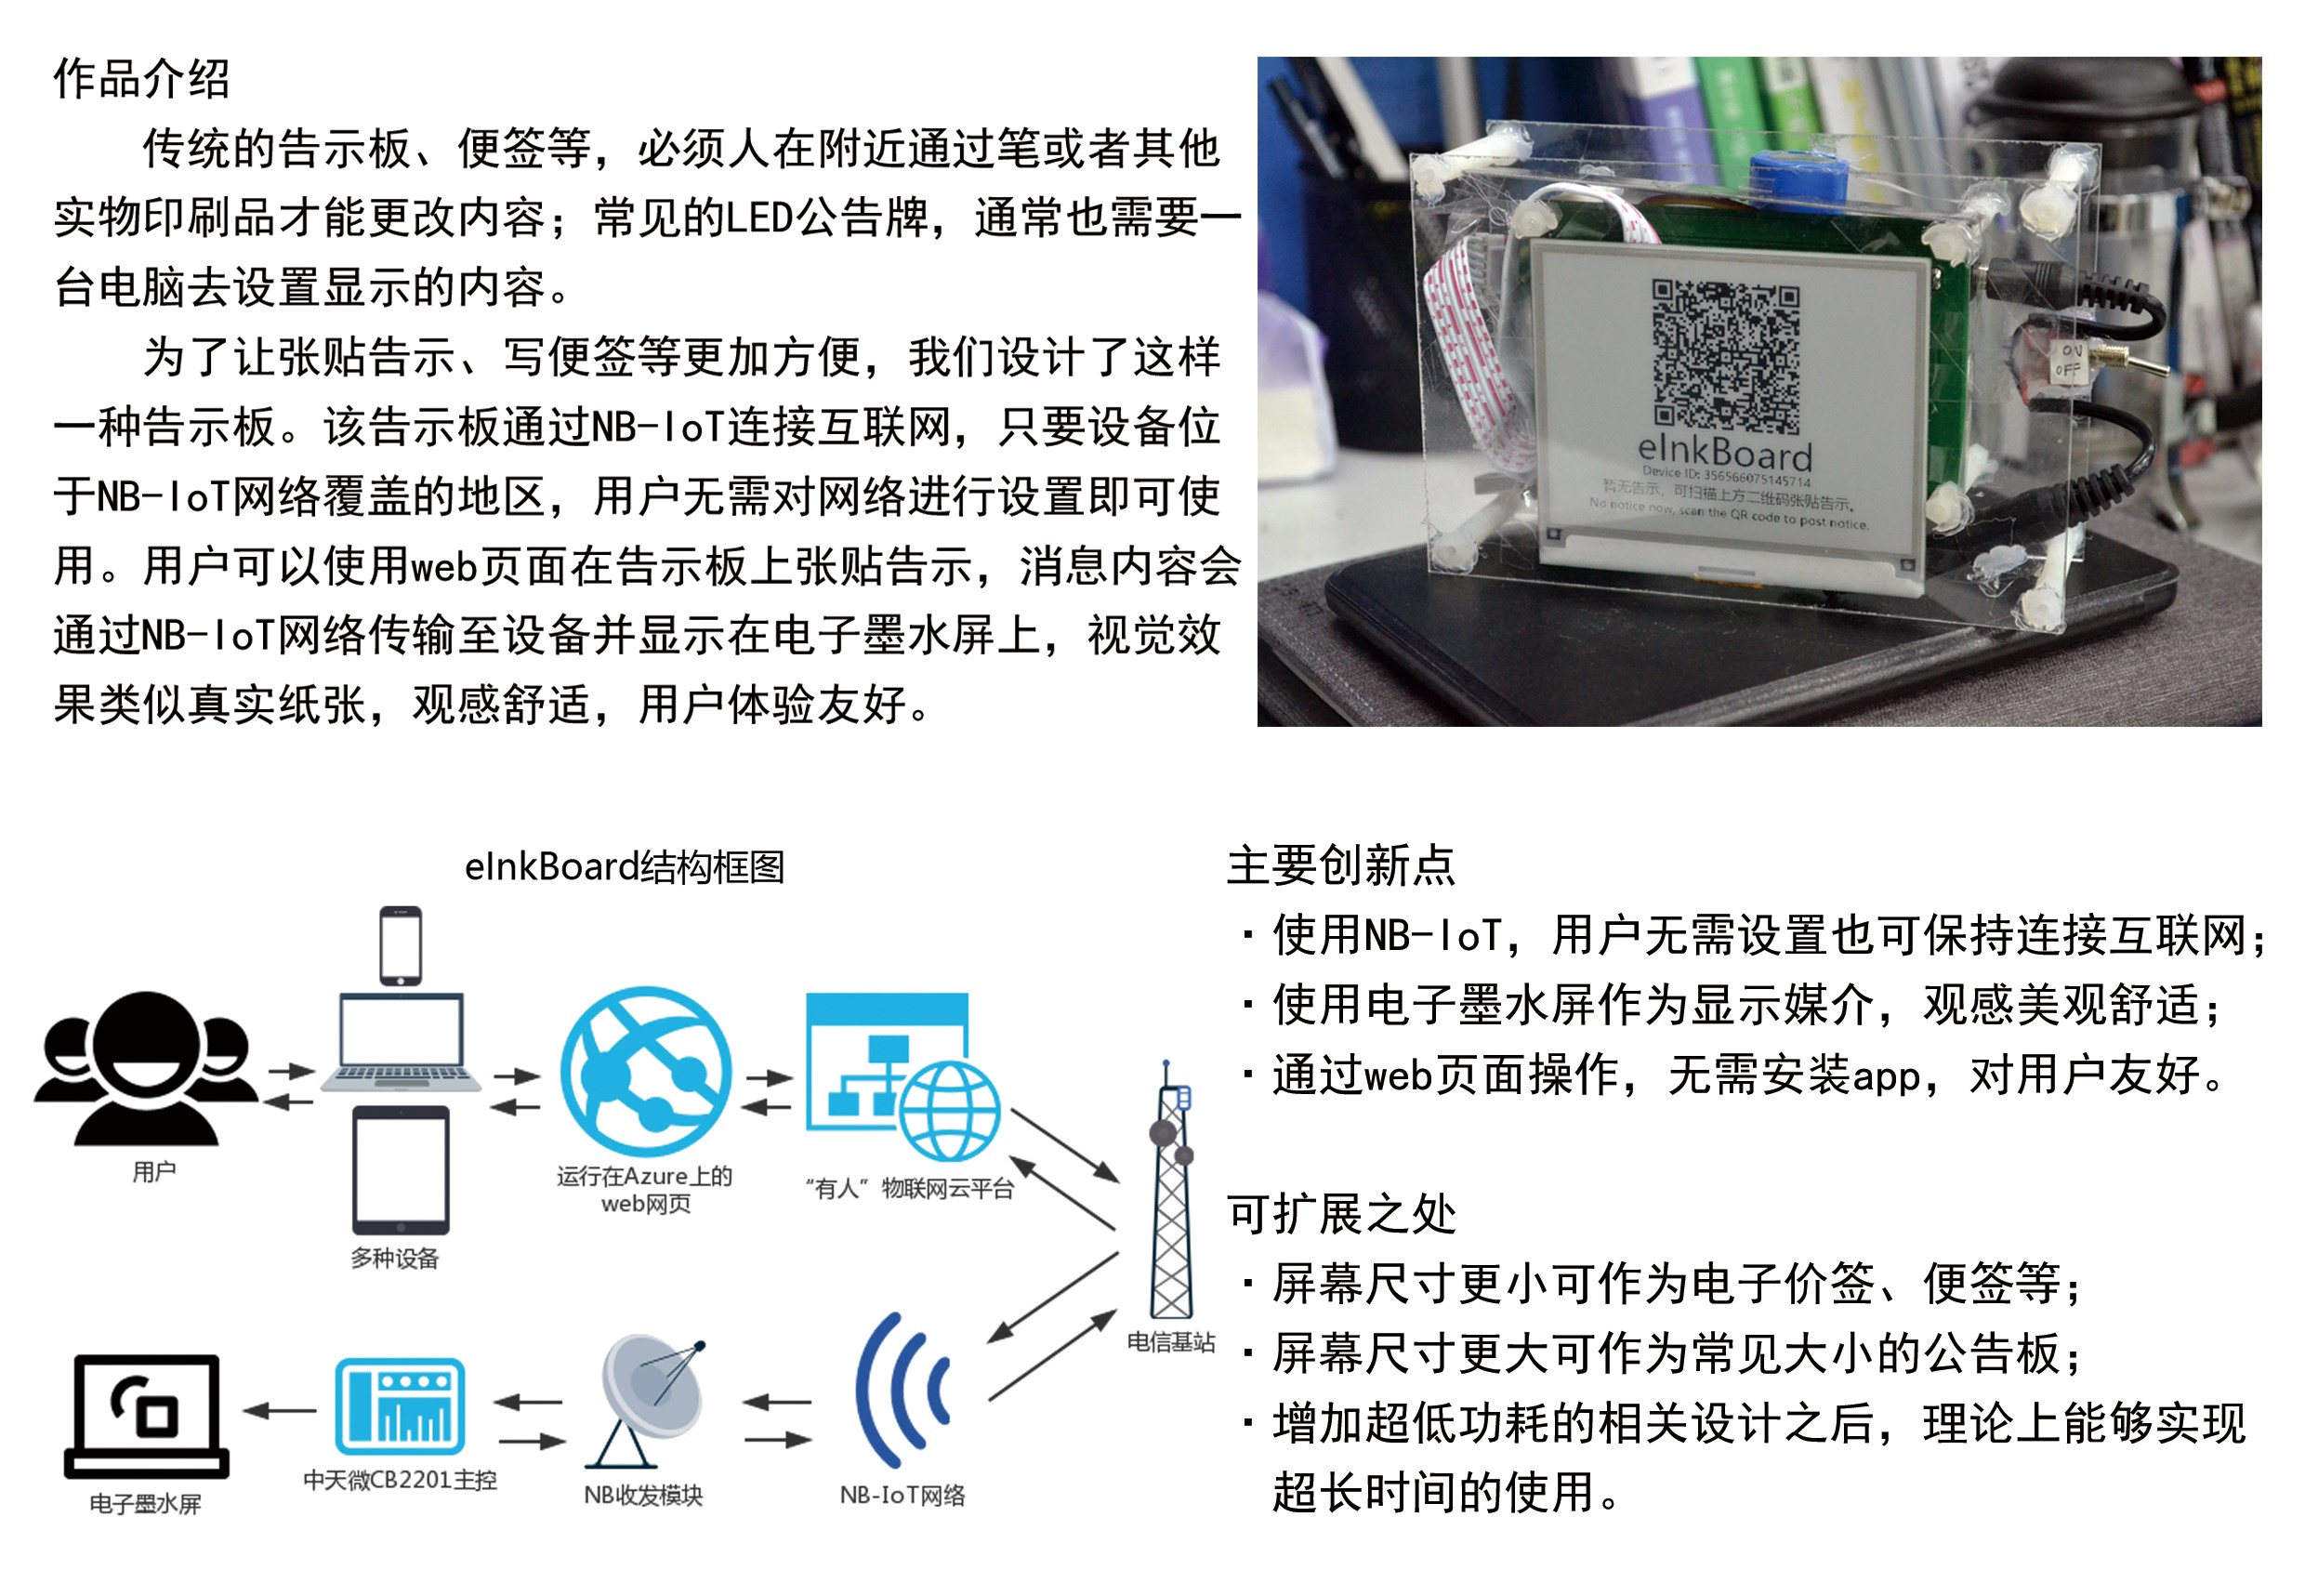 作品介绍
传统的告示板、便签等，必须人在附近通过笔或者其他
实物印刷品才能更改内容；常见的LED公告牌，通常也需要一
台电脑去设置显示的内容。
为了让张贴告示、写便签等更加方便，我们设计了这样
一种告示板。该告示板通过NB-IoT连接互联网，只要设备位
于NB-IoT网络覆盖的地区，用户无需对网络进行设置即可使
用。用户可以使用web页面在告示板上张贴告示，消息内容会
通过NB-IoT网络传输至设备并显示在电子墨水屏上，视觉效
果类似真实纸张，观感舒适，用户体验友好。
ON
OFF
eInkBoard
Device ID: 356566075145714
暂无告示，可扫描上方二维码张贴告示。
No notice now, scan the QR code to post notice.
eInkBoard结构框图
用户
多种设备
运行在Azure上的
web网页
“有人”物联网云平台
电信基站
电子墨水屏
中天微CB2201主控
NB收发模块
NB-IoT网络
主要创新点
·使用NB-IoT，用户无需设置也可保持连接互联网；
·使用电子墨水屏作为显示媒介，观感美观舒适；
·通过web页面操作，无需安装app，对用户友好。
可扩展之处
·屏幕尺寸更小可作为电子价签、便签等；
·屏幕尺寸更大可作为常见大小的公告板；
·增加超低功耗的相关设计之后，理论上能够实现
超长时间的使用。